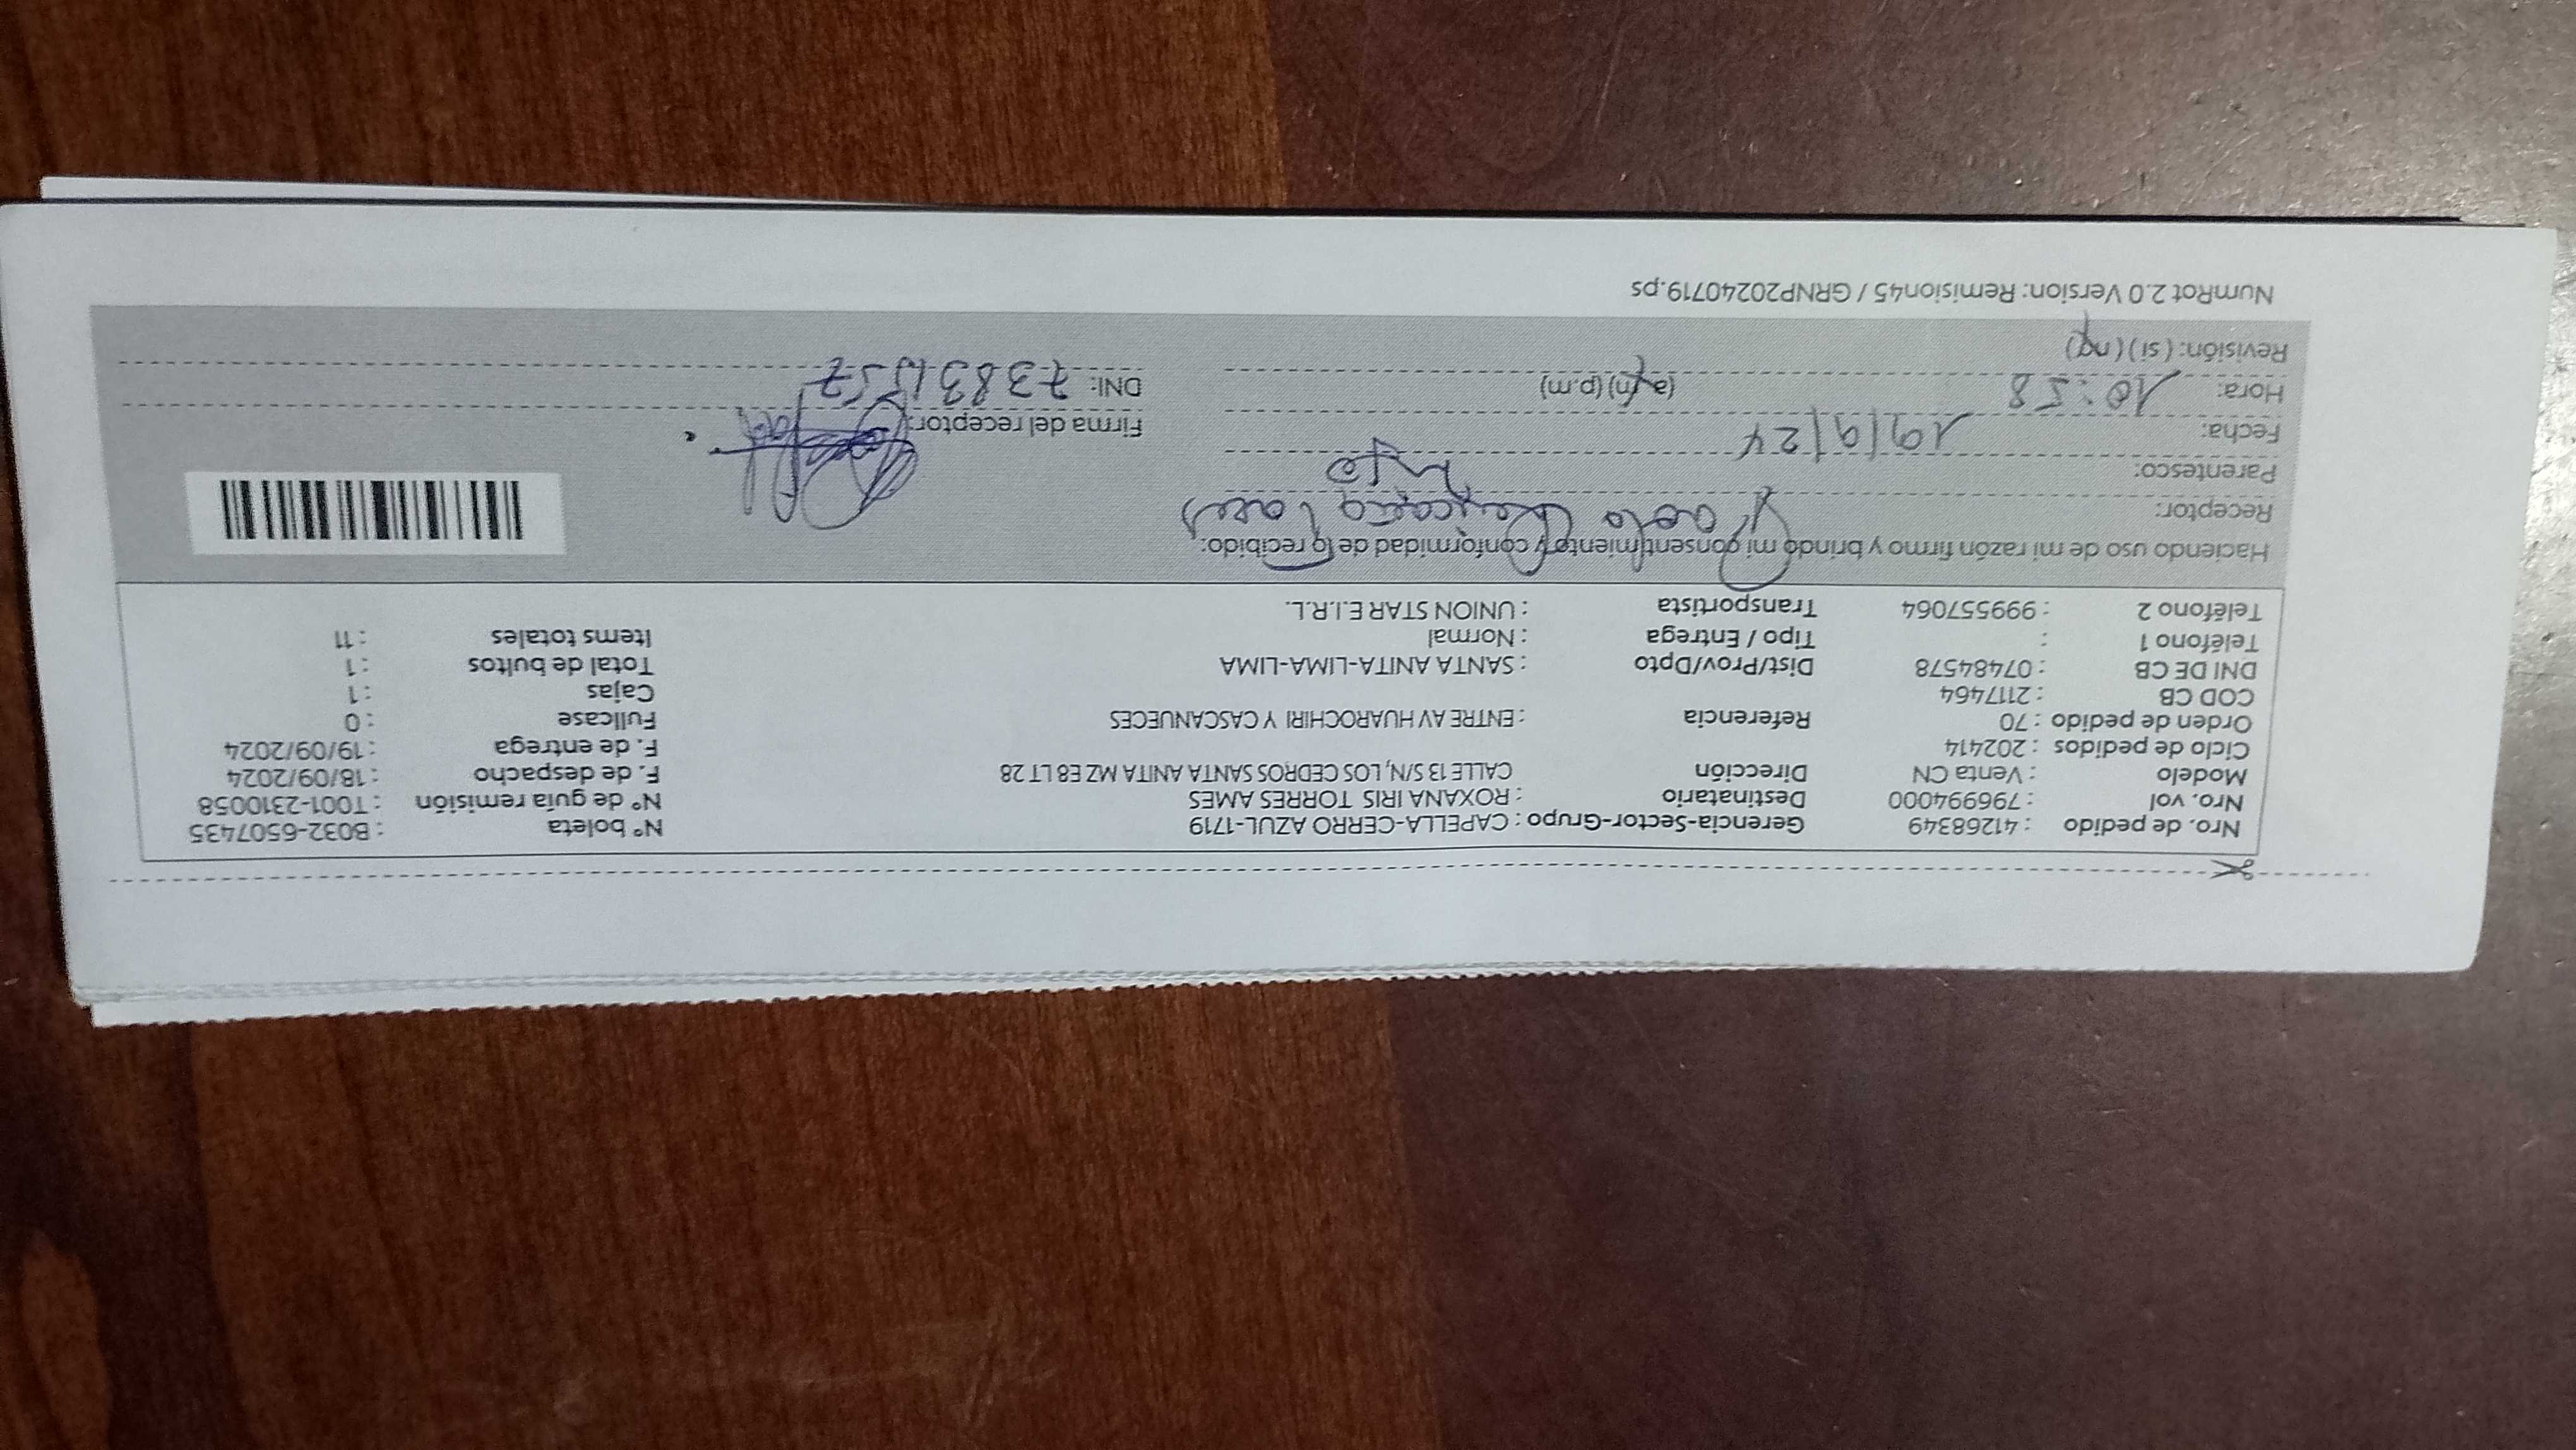 Nro. de pedido : 41268349 Gerencia-Sector-Grupo : CAPELLA-CERRO AZUL-1719 N° boleta : B032-6507435
Nro. vol : 796994000 Destinatario : ROXANA IRIS TORRES AMES N° de guía remisión : T001-2310058
Modelo : Venta CN Dirección CALLE 13 S/N, LOS CEDROS SANTA ANITA MZ E8 LT 28 F. de despacho : 18/09/2024
Ciclo de pedidos : 202414 F. de entrega : 19/09/2024
Orden de pedido : 70 Referencia : ENTRE AV HUAROCHIRI Y CASCANUECES Fullcase : 0
COD CB : 2117464 Cajas : 1
DNI DE CB : 07484578 Dist/Prov/Dpto : SANTA ANITA-LIMA-LIMA Total de bultos : 1
Teléfono 1 : Tipo / Entrega : Normal Items totales : 11
Teléfono 2 : 999557064 Transportista : UNION STAR E.I.R.L.
Haciendo uso de mi razón firmo y brindo mi consentimiento y conformidad de lo recibido:
Receptor: Paolo
Parentesco: hijo
Fecha: 19/9/24 Firma del receptor:
Hora: 10:58 (a.m) (p.m) DNI:
Revisión: (si) (no)
NumRot 2.0 Version: Remision45 / GRNP20240719.ps